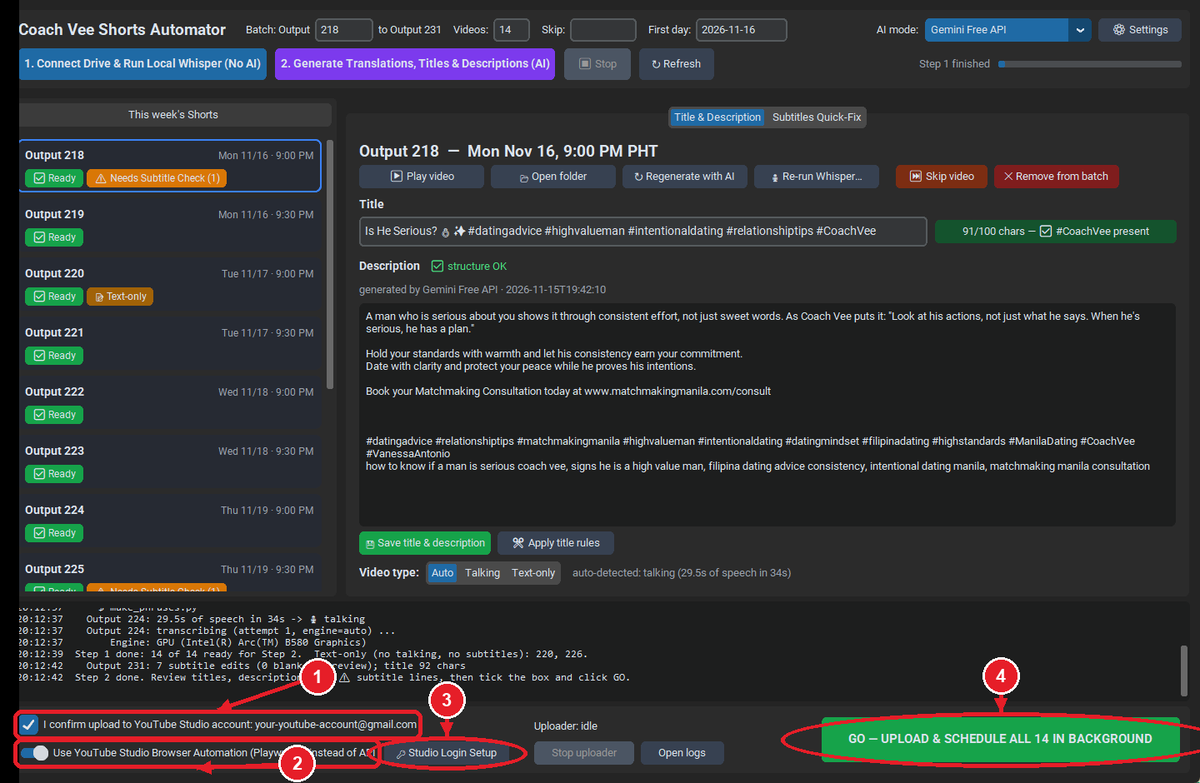 Coach Vee Shorts Automator
Batch: Output 218 to Output 231 Videos: 14 Skip: First day: 2026-11-16
AI mode: Gemini Free API Settings
1. Connect Drive & Run Local Whisper (No AI) 2. Generate Translations, Titles & Descriptions (AI) Stop Refresh
Step 1 finished
This week's Shorts
Output 218 Mon 11/16 · 9:00 PM
Ready Needs Subtitle Check (1)
Output 219 Mon 11/16 · 9:30 PM
Ready
Output 220 Tue 11/17 · 9:00 PM
Ready Text-only
Output 221 Tue 11/17 · 9:30 PM
Ready
Output 222 Wed 11/18 · 9:00 PM
Ready
Output 223 Wed 11/18 · 9:30 PM
Ready
Output 224 Thu 11/19 · 9:00 PM
Ready
Output 225 Thu 11/19 · 9:30 PM
Ready Needs Subtitle Check (1)
Title & Description Subtitles Quick-Fix
Output 218 — Mon Nov 16, 9:00 PM PHT
Play video Open folder Regenerate with AI Re-run Whisper... Skip video Remove from batch
Title
Is He Serious? 💍✨ #datingadvice #highvalueman #intentionaldating #relationshiptips #CoachVee
91/100 chars — ☑ #CoachVee present
Description ☑ structure OK
generated by Gemini Free API · 2026-11-15T19:42:10
A man who is serious about you shows it through consistent effort, not just sweet words. As Coach Vee puts it: "Look at his actions, not just what he says. When he's
serious, he has a plan."
Hold your standards with warmth and let his consistency earn your commitment.
Date with clarity and protect your peace while he proves his intentions.
Book your Matchmaking Consultation today at www.matchmakingmanila.com/consult
#datingadvice #relationshiptips #matchmakingmanila #highvalueman #intentionaldating #datingmindset #filipinadating #highstandards #ManilaDating #CoachVee
#VanessaAntonio
how to know if a man is serious coach vee, signs he is a high value man, filipina dating advice consistency, intentional dating manila, matchmaking manila consultation
Save title & description Apply title rules
Video type: Auto Talking Text-only auto-detected: talking (29.5s of speech in 34s)
20:12:37 make_phrases.py
20:12:37 Output 224: 29.5s of speech in 34s -> talking
20:12:37 Output 224: transcribing (attempt 1, engine=auto) ...
20:12:37 Engine: GPU (Intel(R) Arc(TM) B580 Graphics)
20:12:39 Step 1 done: 14 of 14 ready for Step 2. Text-only (no talking, no subtitles): 220, 226.
20:12:42 Output 231: 7 subtitle edits (0 blank review); title 92 chars
20:12:42 Step 2 done. Review titles, description ⚠ subtitle lines, then tick the box and click GO.
1
3
4
I confirm upload to YouTube Studio account: your-youtube-account@gmail.com
Uploader: idle
GO — UPLOAD & SCHEDULE ALL 14 IN BACKGROUND
Use YouTube Studio Browser Automation (Playw instead of API
2
Studio Login Setup Stop uploader Open logs